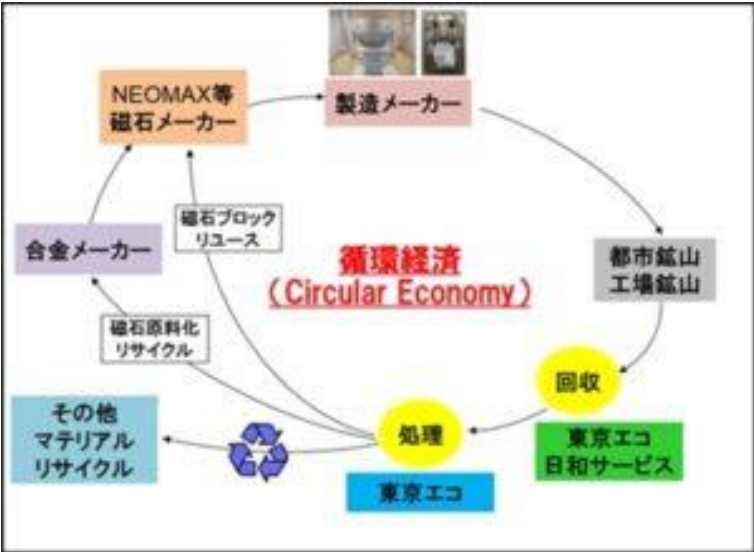 NEOMAX等
磁石メーカー
製造メーカー
磁石ブロック
リユース
合金メーカー
循環経済
（Circular Economy）
都市鉱山
工場鉱山
磁石原料化
リサイクル
回収
その他
マテリアル
リサイクル
処理
東京エコ
日和サービス
東京エコ